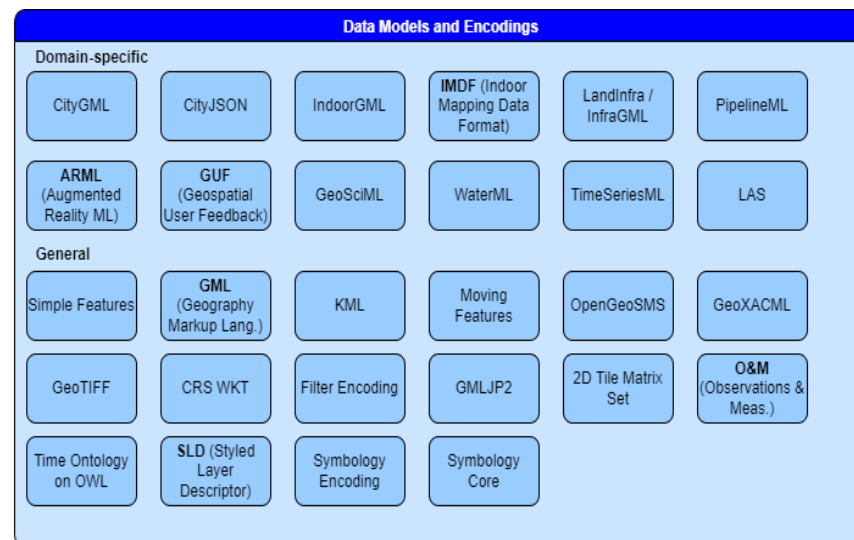 Data Models and Encodings
Domain-specific
CityGML
CityJSON
IndoorGML
IMDF (Indoor
Mapping Data
Format)
LandInfra /
InfraGML
PipelineML
ARML
(Augmented
Reality ML)
GUF
(Geospatial
User Feedback)
GeoSciML
WaterML
TimeSeriesML
LAS
General
Simple Features
GML
(Geography
Markup Lang.)
KML
Moving
Features
OpenGeoSMS
GeoXACML
GeoTIFF
CRS WKT
Filter Encoding
GMLJP2
2D Tile Matrix
Set
O&M
(Observations &
Meas.)
Time Ontology
on OWL
SLD (Styled
Layer
Descriptor)
Symbology
Encoding
Symbology
Core